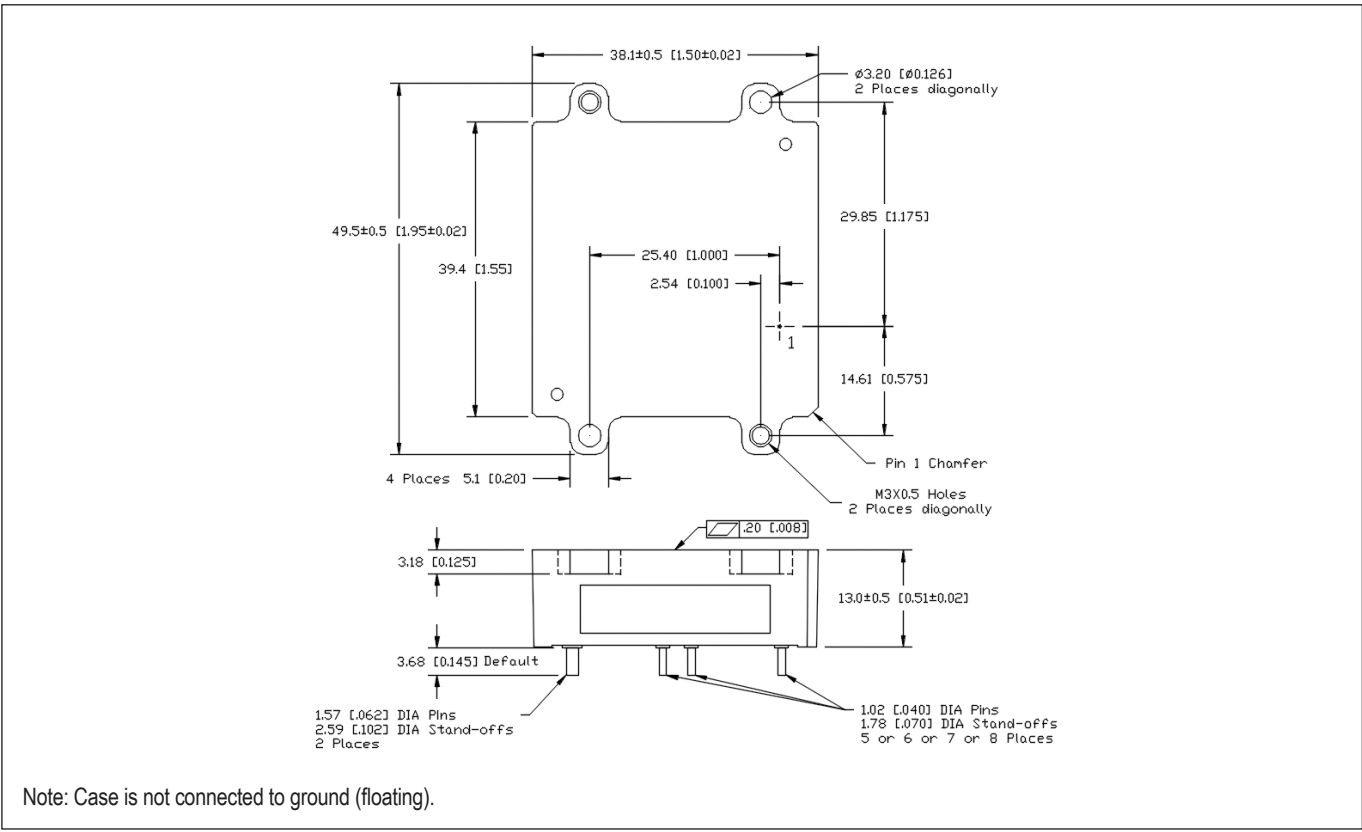 38.1±0.5 [1.50±0.02]
ø3.20 [ø0.126]
2 Places diagonally
29.85 [1.175]
49.5±0.5 [1.95±0.02]
25.40 [1.000]
39.4 [1.55]
2.54 [0.100]
1
14.61 [0.575]
Pin 1 Chamfer
4 Places 5.1 [0.20]
M3X0.5 Holes
2 Places diagonally
.20 [.008]
3.18 [0.125]
13.0±0.5 [0.51±0.02]
3.68 [0.145] Default
1.57 [.062] DIA Pins
2.59 [.102] DIA Stand-offs
2 Places
1.02 [.040] DIA Pins
1.78 [.070] DIA Stand-offs
5 or 6 or 7 or 8 Places
Note: Case is not connected to ground (floating).